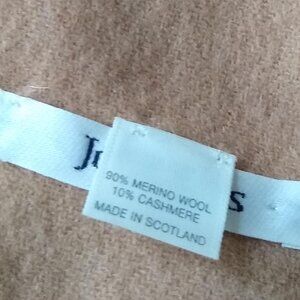 90% MERINO WOOL
10% CASHMERE
MADE IN SCOTLAND